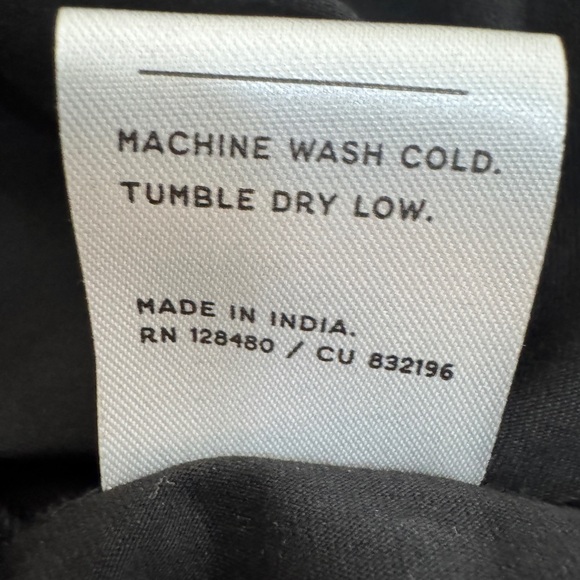 MACHINE WASH COLD.
TUMBLE DRY LOW.
MADE IN INDIA.
RN 128480 / CU 832196